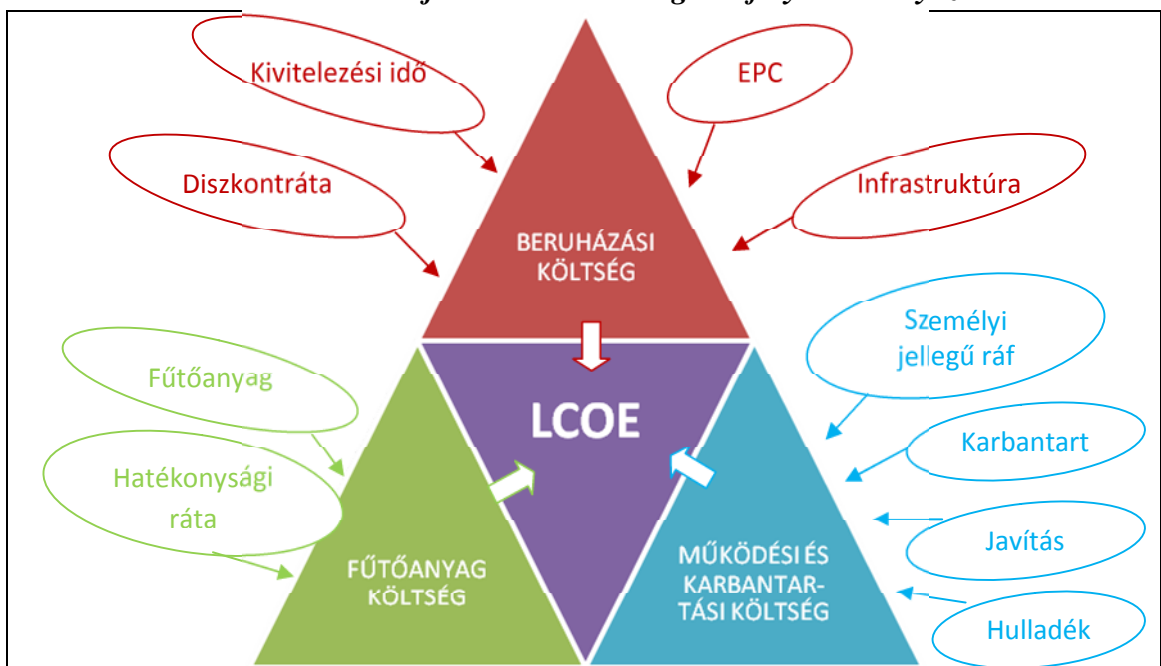 Kivitelezési idő
EPC
Diszkontráta
Infrastruktúra
BERUHÁZÁSI
KÖLTSÉG
Személyi
jellegű ráf
Fűtőanyag
LCOE
Karbantart
Hatékonysági
ráta
Javítás
FŰTŐANYAG
KÖLTSÉG
MŰKÖDÉSI ÉS
KARBANTAR-
TÁSI KÖLTSÉG
Hulladék